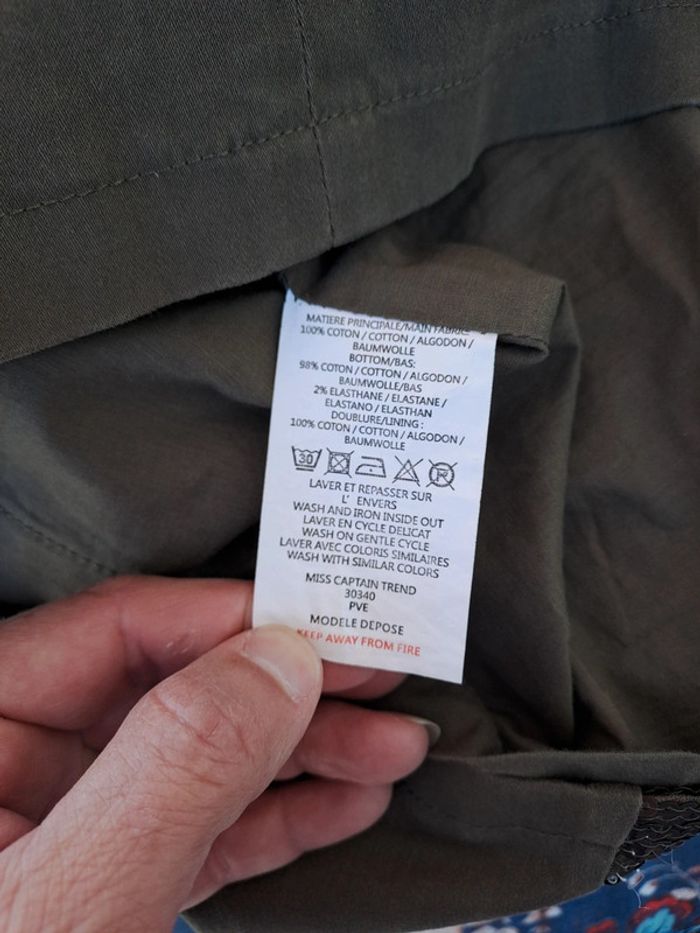 MATIERE PRINCIPALE/MAIN FABRIC
100% COTON / COTTON / ALGODON /
BAUMWOLLE
BOTTOM/BAS:
98% COTON / COTTON / ALGODON /
BAUMWOLLE/BAS
2% ELASTHANE / ELASTANE /
ELASTANO / ELASTHAN
DOUBLURE/LINING :
100% COTON / COTTON / ALGODON /
BAUMWOLLE
30 R
LAVER ET REPASSER SUR
L' ENVERS
WASH AND IRON INSIDE OUT
LAVER EN CYCLE DELICAT
WASH ON GENTLE CYCLE
LAVER AVEC COLORIS SIMILAIRES
WASH WITH SIMILAR COLORS
MISS CAPTAIN TREND
30340
PVE
MODELE DEPOSE
KEEP AWAY FROM FIRE